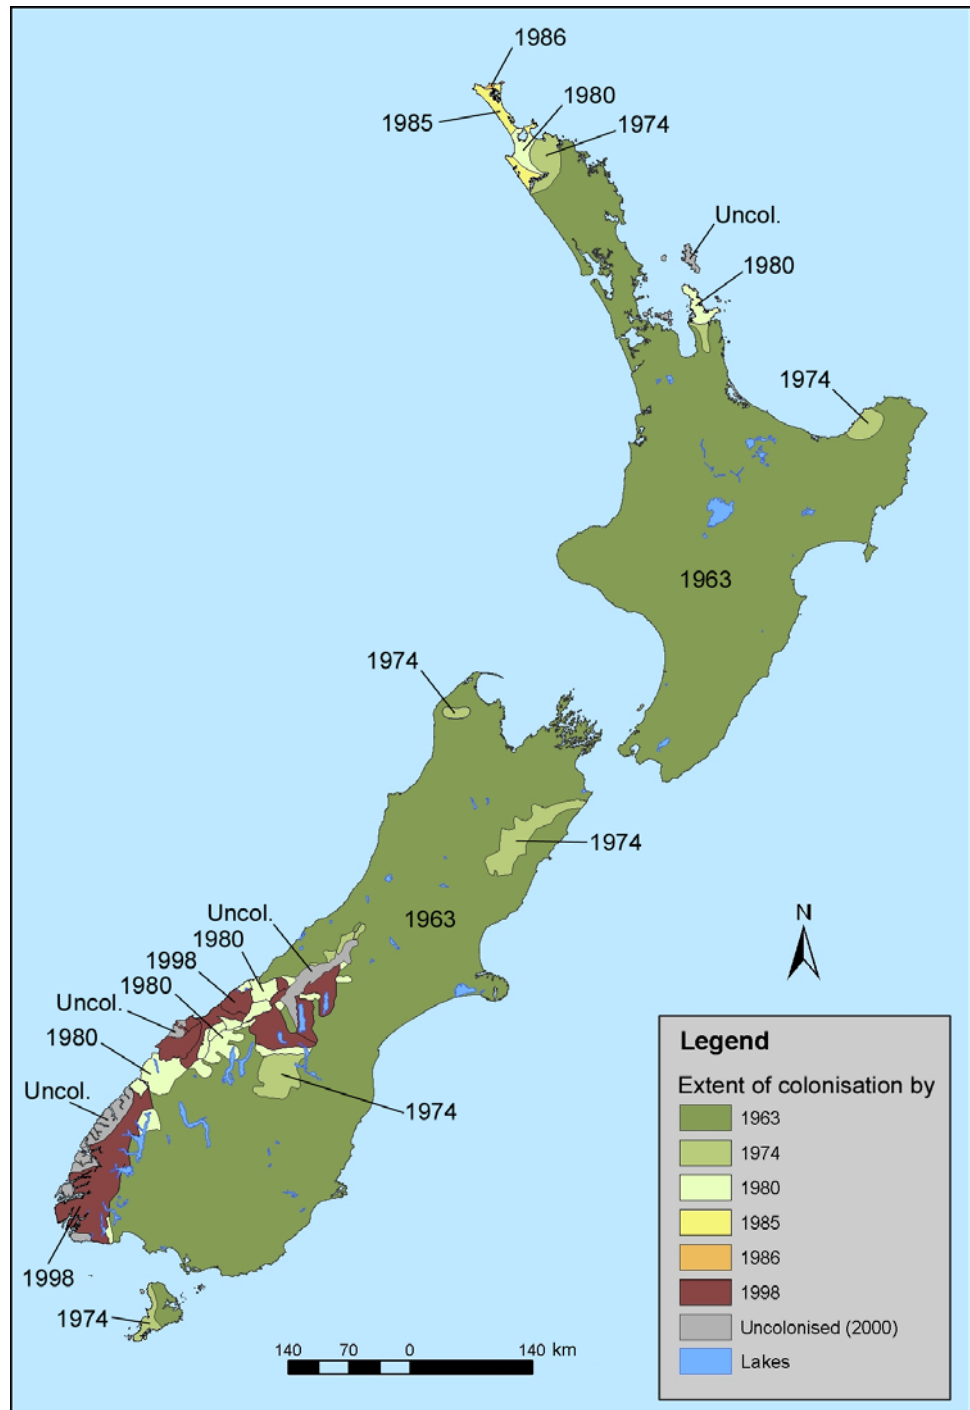 1986
1980
1985
1974
Uncol.
1980
1974
1963
1974
1974
1963
Uncol.
1980
1998
1980
Uncol.
1980
Uncol.
1974
1998
1974
N
Legend
Extent of colonisation by
1963
1974
1980
1985
1986
1998
Uncolonised (2000)
Lakes
140 70 0 140 km